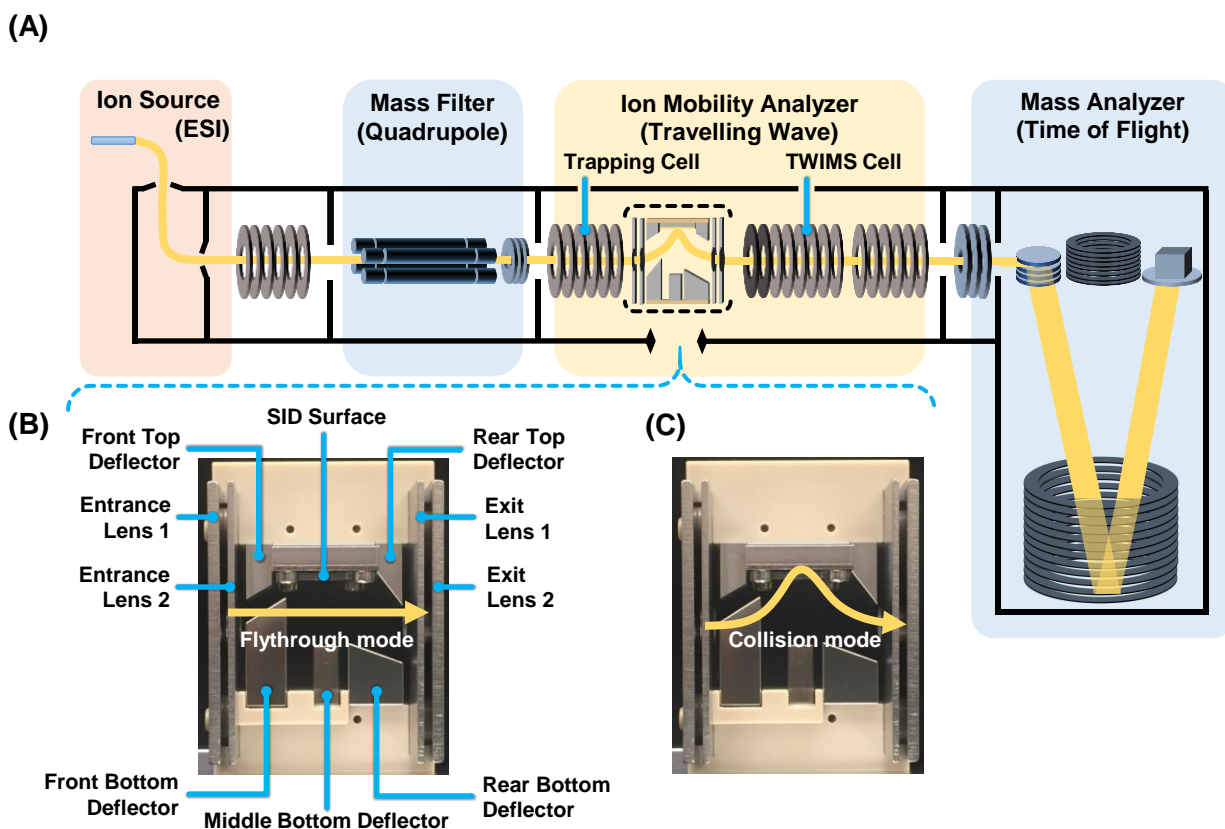 (A)
Ion Source
(ESI)
Mass Filter
(Quadrupole)
Ion Mobility Analyzer
(Travelling Wave)
Mass Analyzer
(Time of Flight)
Trapping Cell
TWIMS Cell
(B)
SID Surface
Front Top
Deflector
Rear Top
Deflector
Entrance
Lens 1
Exit
Lens 1
Entrance
Lens 2
Exit
Lens 2
Flythrough mode
Front Bottom
Deflector
Middle Bottom Deflector
Rear Bottom
Deflector
(C)
Collision mode